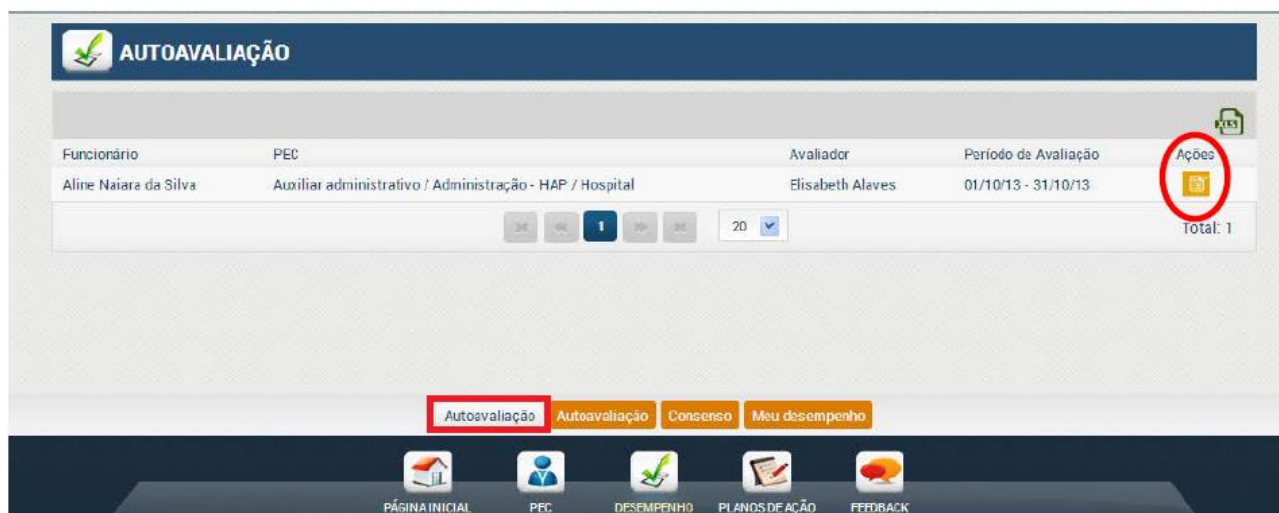 AUTOAVALIAÇÃO
XLS
Funcionário PEC Avaliador Período de Avaliação Ações
Aline Naiara da Silva Auxiliar administrativo / Administração - HAP / Hospital Elisabeth Alaves 01/10/13 - 31/10/13
1 20 Total: 1
Autoavaliação Autoavaliação Consenso Meu desempenho
PÁGINA INICIAL PEC DESEMPENHO PLANOS DE AÇÃO FEEDBACK